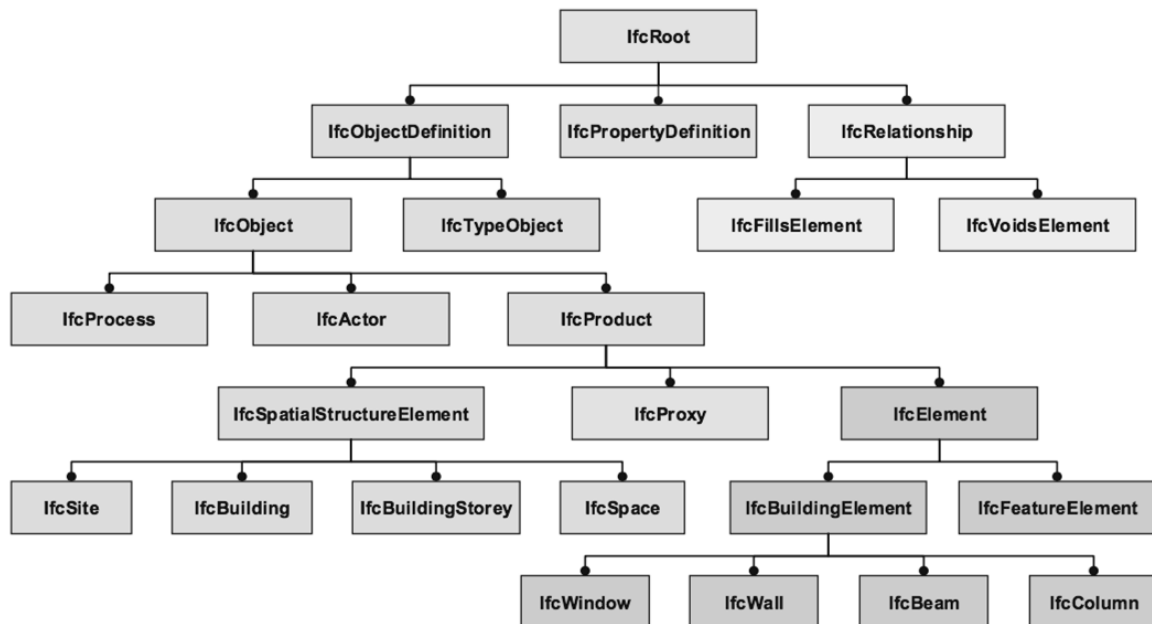 IfcRoot
IfcObjectDefinition
IfcPropertyDefinition
IfcRelationship
IfcObject
IfcTypeObject
IfcFillsElement
IfcVoidsElement
IfcProcess
IfcActor
IfcProduct
IfcSpatialStructureElement
IfcProxy
IfcElement
IfcSite
IfcBuilding
IfcBuildingStorey
IfcSpace
IfcBuildingElement
IfcFeatureElement
IfcWindow
IfcWall
IfcBeam
IfcColumn